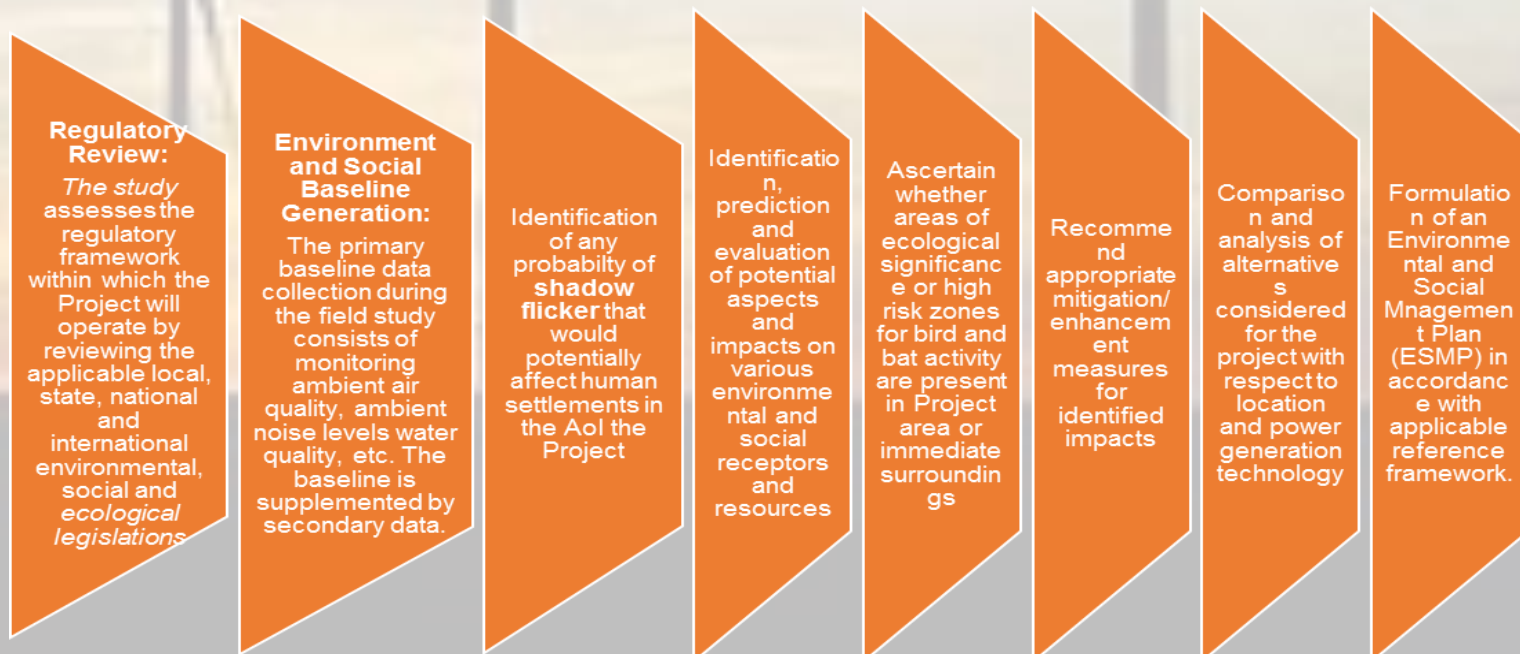 Regulatory
Review:
The study
assesses the
regulatory
framework
within which the
Project will
operate by
reviewing the
applicable local,
state, national
and
international
environmental,
social and
ecological
legislations
Environment
and Social
Baseline
Generation:
The primary
baseline data
collection during
the field study
consists of
monitoring
ambient air
quality, ambient
noise levels water
quality, etc. The
baseline is
supplemented by
secondary data.
Identification
of any
probabilty of
shadow
flicker that
would
potentially
affect human
settlements in
the AoI the
Project
Identificatio
n,
prediction
and
evaluation
of potential
aspects
and
impacts on
various
environme
ntal and
social
receptors
and
resources
Ascertain
whether
areas of
ecological
significanc
e or high
risk zones
for bird and
bat activity
are present
in Project
area or
immediate
surroundin
gs
Recomme
nd
appropriate
mitigation/
enhancem
ent
measures
for
identified
impacts
Compariso
n and
analysis of
alternative
s
considered
for the
project with
respect to
location
and power
generation
technology
Formulatio
n of an
Environme
ntal and
Social
Mnagemen
t Plan
(ESMP) in
accordanc
e with
applicable
reference
framework.